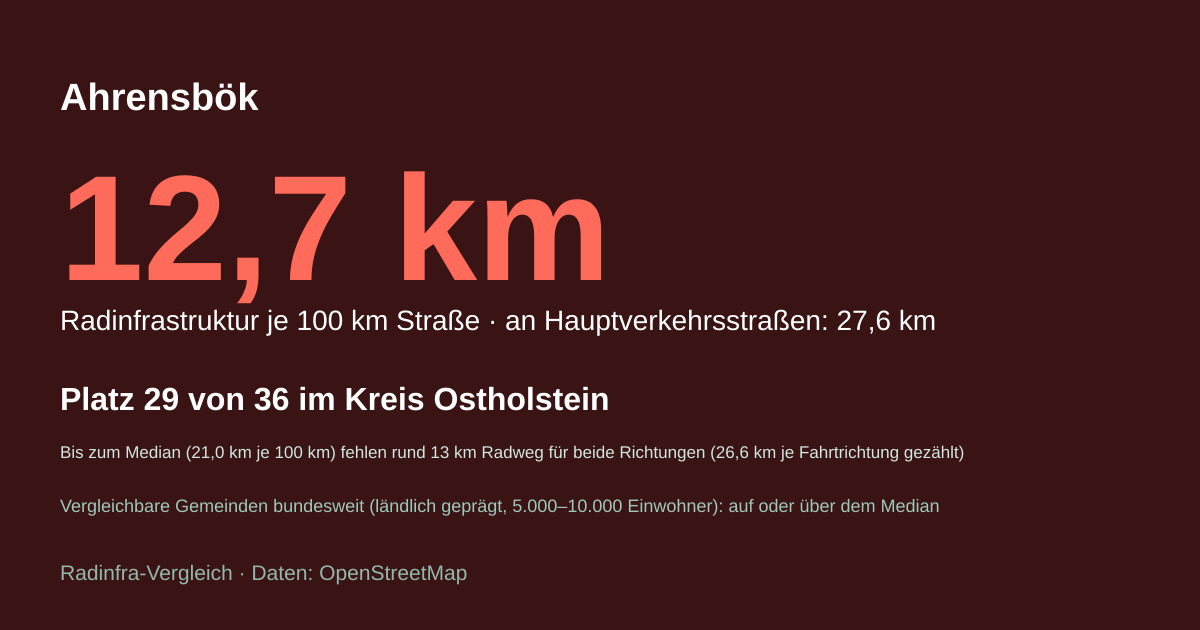 Ahrensbök
12,7 km
Radinfrastruktur je 100 km Straße · an Hauptverkehrsstraßen: 27,6 km
Platz 29 von 36 im Kreis Ostholstein
Bis zum Median (21,0 km je 100 km) fehlen rund 13 km Radweg für beide Richtungen (26,6 km je Fahrtrichtung gezählt)
Vergleichbare Gemeinden bundesweit (ländlich geprägt, 5.000–10.000 Einwohner): auf oder über dem Median
Radinfra-Vergleich · Daten: OpenStreetMap